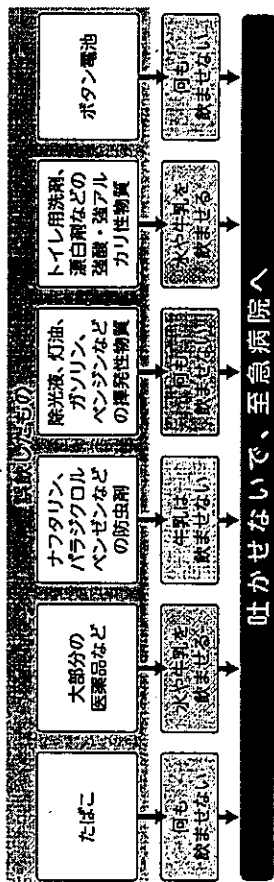 誤飲したもの
たばこ
何も
飲ませない
大部分の
医薬品など
水や牛乳を
飲ませる
ナフタリン、
パラジクロル
ベンゼンなど
の防虫剤
牛乳は
飲ませない
除光液、灯油、
ガソリン、
ベンジンなど
の揮発性物質
何も
飲ませない
トイレ用洗剤、
漂白剤などの
強酸・強アル
カリ性物質
水や牛乳を
飲ませる
ボタン電池
何も
飲ませない
吐かせないで、至急病院へ